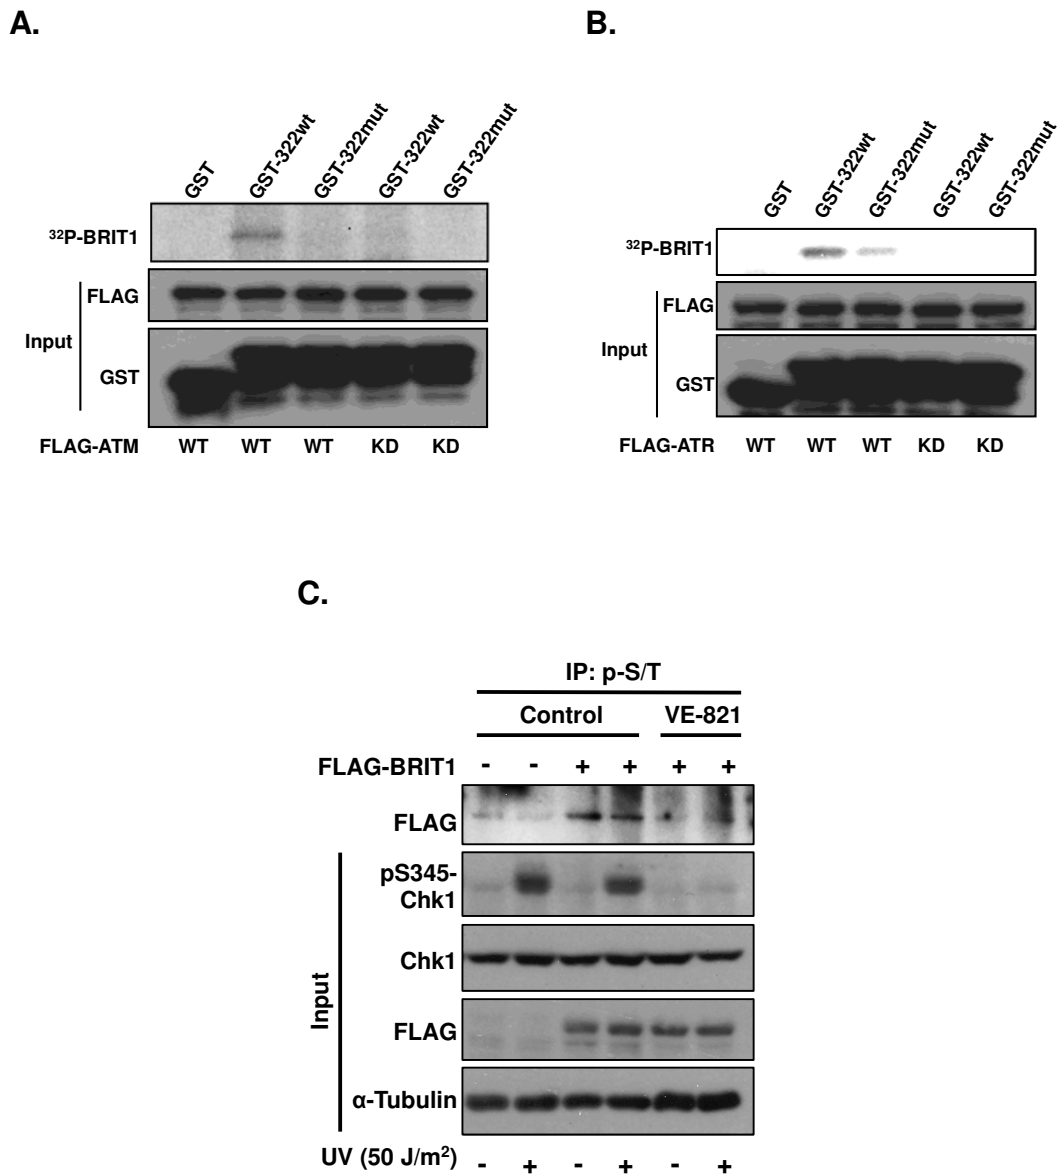 A.
GST GST-322wt GST-322mut GST-322wt GST-322mut
³²P-BRIT1
FLAG
Input
GST
FLAG-ATM WT WT WT KD KD
B.
GST GST-322wt GST-322mut GST-322wt GST-322mut
³²P-BRIT1
FLAG
Input
GST
FLAG-ATR WT WT WT KD KD
C.
IP: p-S/T
Control VE-821
FLAG-BRIT1 - - + + + +
FLAG
pS345-
Chk1
Chk1
Input
FLAG
α-Tubulin
UV (50 J/m²) - + - + - +